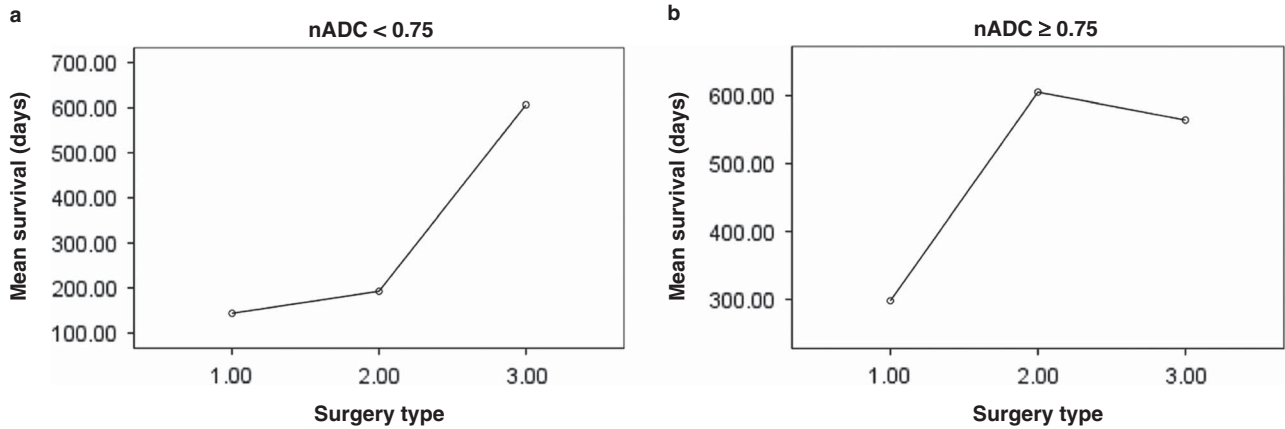 a
nADC < 0.75
Mean survival (days)
700.00
600.00
500.00
400.00
300.00
200.00
100.00
1.00 2.00 3.00
Surgery type
b
nADC ≥ 0.75
Mean survival (days)
600.00
500.00
400.00
300.00
1.00 2.00 3.00
Surgery type